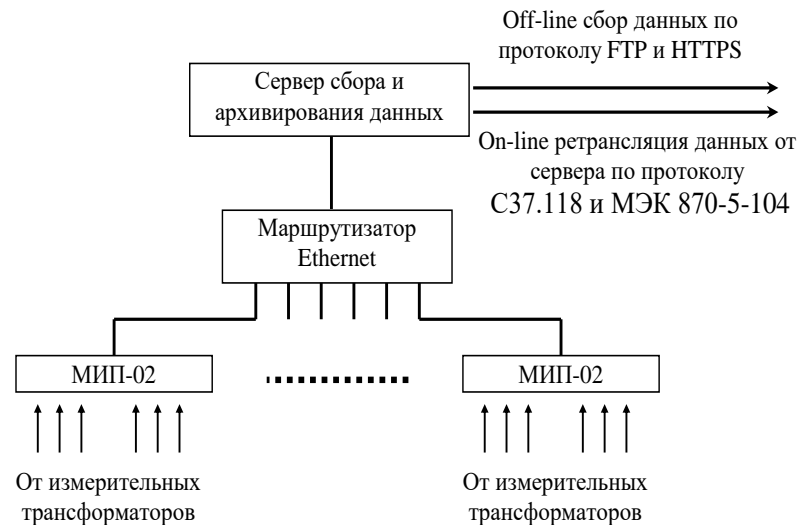 Off-line сбор данных по
протоколу FTP и HTTPS
Сервер сбора и
архивирования данных
On-line ретрансляция данных от
сервера по протоколу
C37.118 и МЭК 870-5-104
Маршрутизатор
Ethernet
МИП-02
МИП-02
От измерительных
трансформаторов
От измерительных
трансформаторов